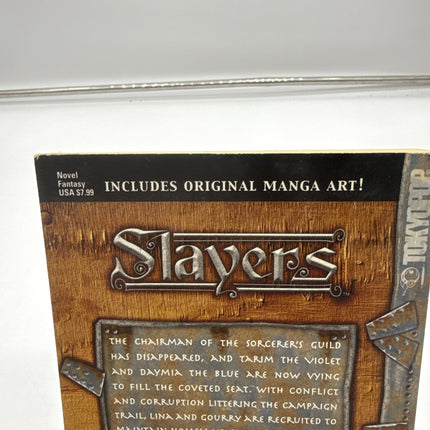 Novel
Fantasy
USA $7.99
INCLUDES ORIGINAL MANGA ART!
TOKYOPOP
Slayers
THE CHAIRMAN OF THE SORCERER'S GUILD
HAS DISAPPEARED, AND TARIM THE VIOLET
AND DAYMIA THE BLUE ARE NOW VYING
TO FILL THE COVETED SEAT. WITH CONFLICT
AND CORRUPTION LITTERING THE CAMPAIGN
TRAIL, LINA AND GOURRY ARE RECRUITED TO
MAINTAIN